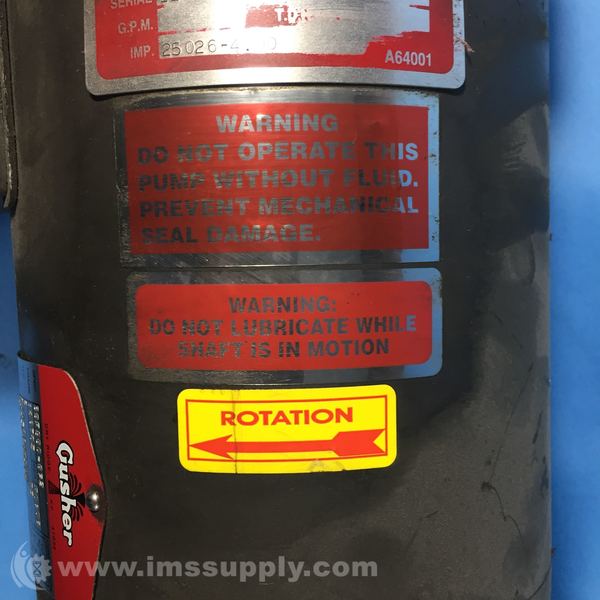 SERIAL
G.P.M. T.D.H.
IMP. 25026-4.
A64001
WARNING
DO NOT OPERATE THIS
PUMP WITHOUT FLUID.
PREVENT MECHANICAL
SEAL DAMAGE.
WARNING:
DO NOT LUBRICATE WHILE
SHAFT IS IN MOTION
ROTATION
Gusher
www.imssupply.com